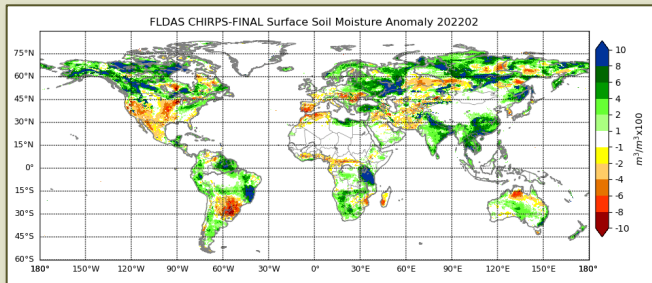 FLDAS CHIRPS-FINAL Surface Soil Moisture Anomaly 202202
75°N
60°N
45°N
30°N
15°N
0°
15°S
30°S
45°S
60°S
180° 150°W 120°W 90°W 60°W 30°W 0° 30°E 60°E 90°E 120°E 150°E 180°
10
8
6
4
2
1
-1
-2
-4
-6
-8
-10
m³/m³x100